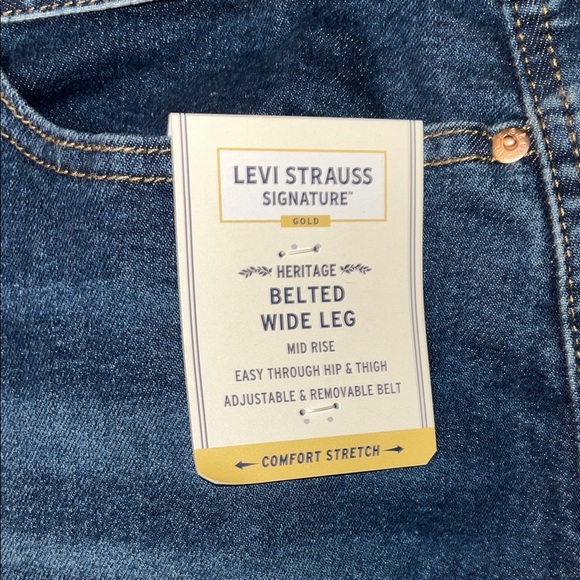 LEVI STRAUSS
SIGNATURE™
GOLD
HERITAGE
BELTED
WIDE LEG
MID RISE
EASY THROUGH HIP & THIGH
ADJUSTABLE & REMOVABLE BELT
COMFORT STRETCH